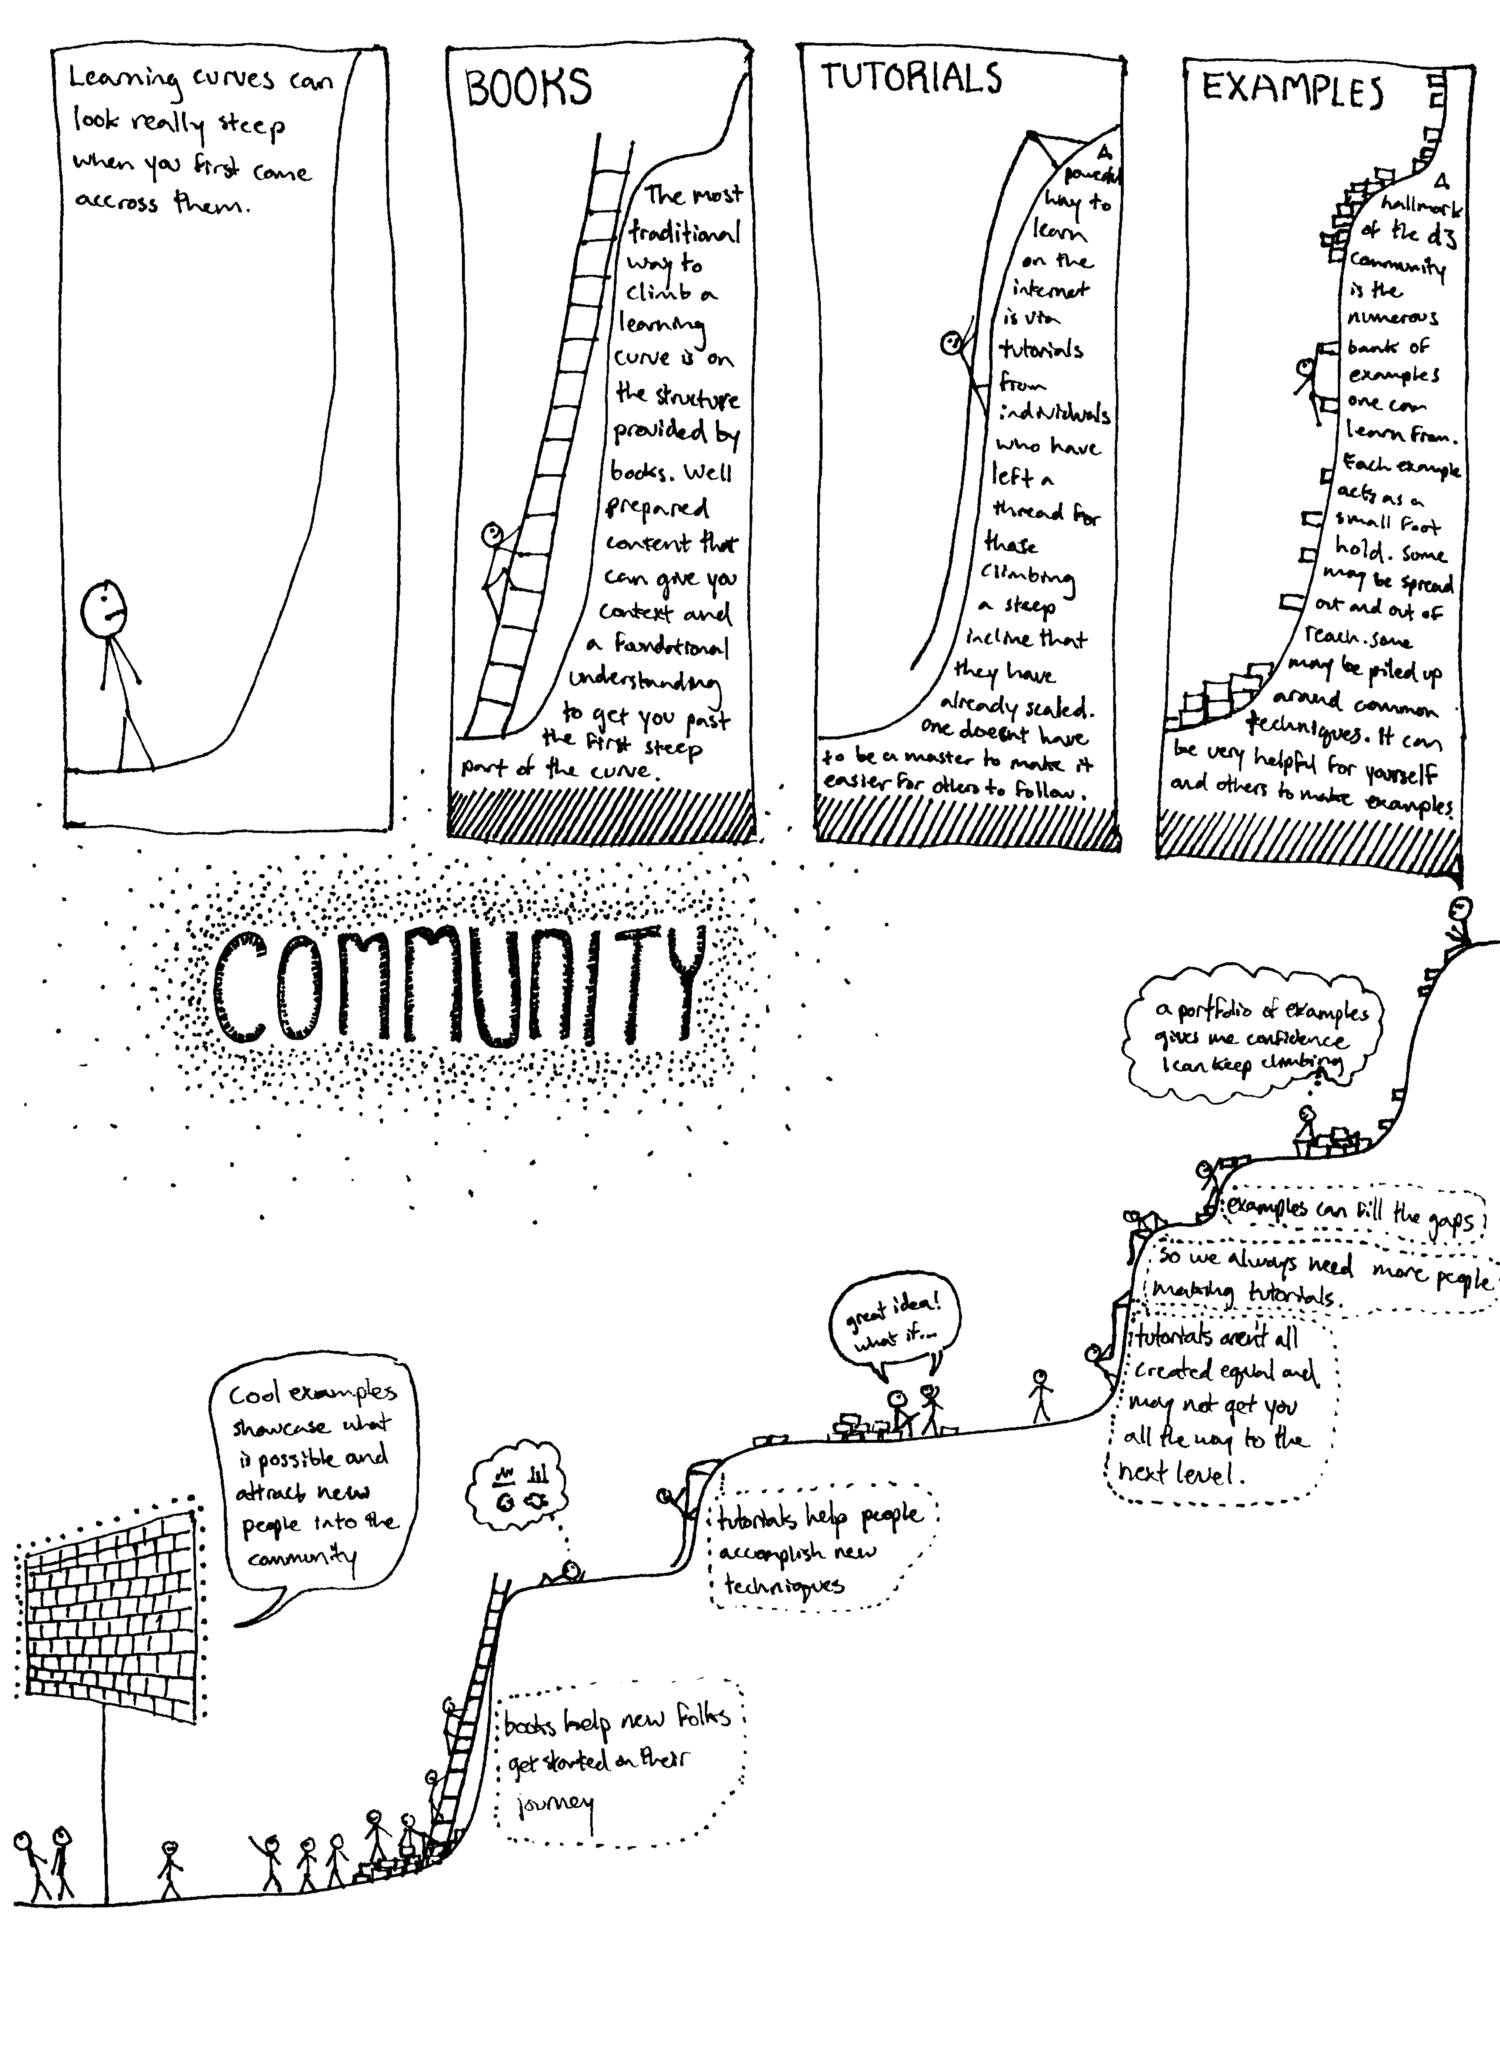 Learning curves can
look really steep
when you first come
accross them.
BOOKS
The most
traditional
way to
climb a
learning
curve is on
the structure
provided by
books. Well
prepared
content that
can give you
context and
a foundational
understanding
to get you past
the first steep
part of the curve.
TUTORIALS
A
powerful
way to
learn
on the
internet
is via
tutorials
from
individuals
who have
left a
thread for
those
climbing
a steep
incline that
they have
already scaled.
one doesnt have
to be a master to make it
easier for others to follow.
EXAMPLES
A
hallmark
of the d3
community
is the
numerous
bank of
examples
one can
learn from.
Each example
acts as a
small foot
hold. some
may be spread
out and out of
reach. some
may be piled up
around common
techniques. It can
be very helpful for yourself
and others to make examples.
COMMUNITY
a portfolio of examples
gives me confidence
I can keep climbing
examples can fill the gaps
so we always need more people
making tutorials.
tutorials aren't all
created equal and
may not get you
all the way to the
next level.
great idea!
what if...
Cool examples
showcase what
is possible and
attract new
people into the
community
tutorials help people
accomplish new
techniques
books help new folks
get started on their
journey